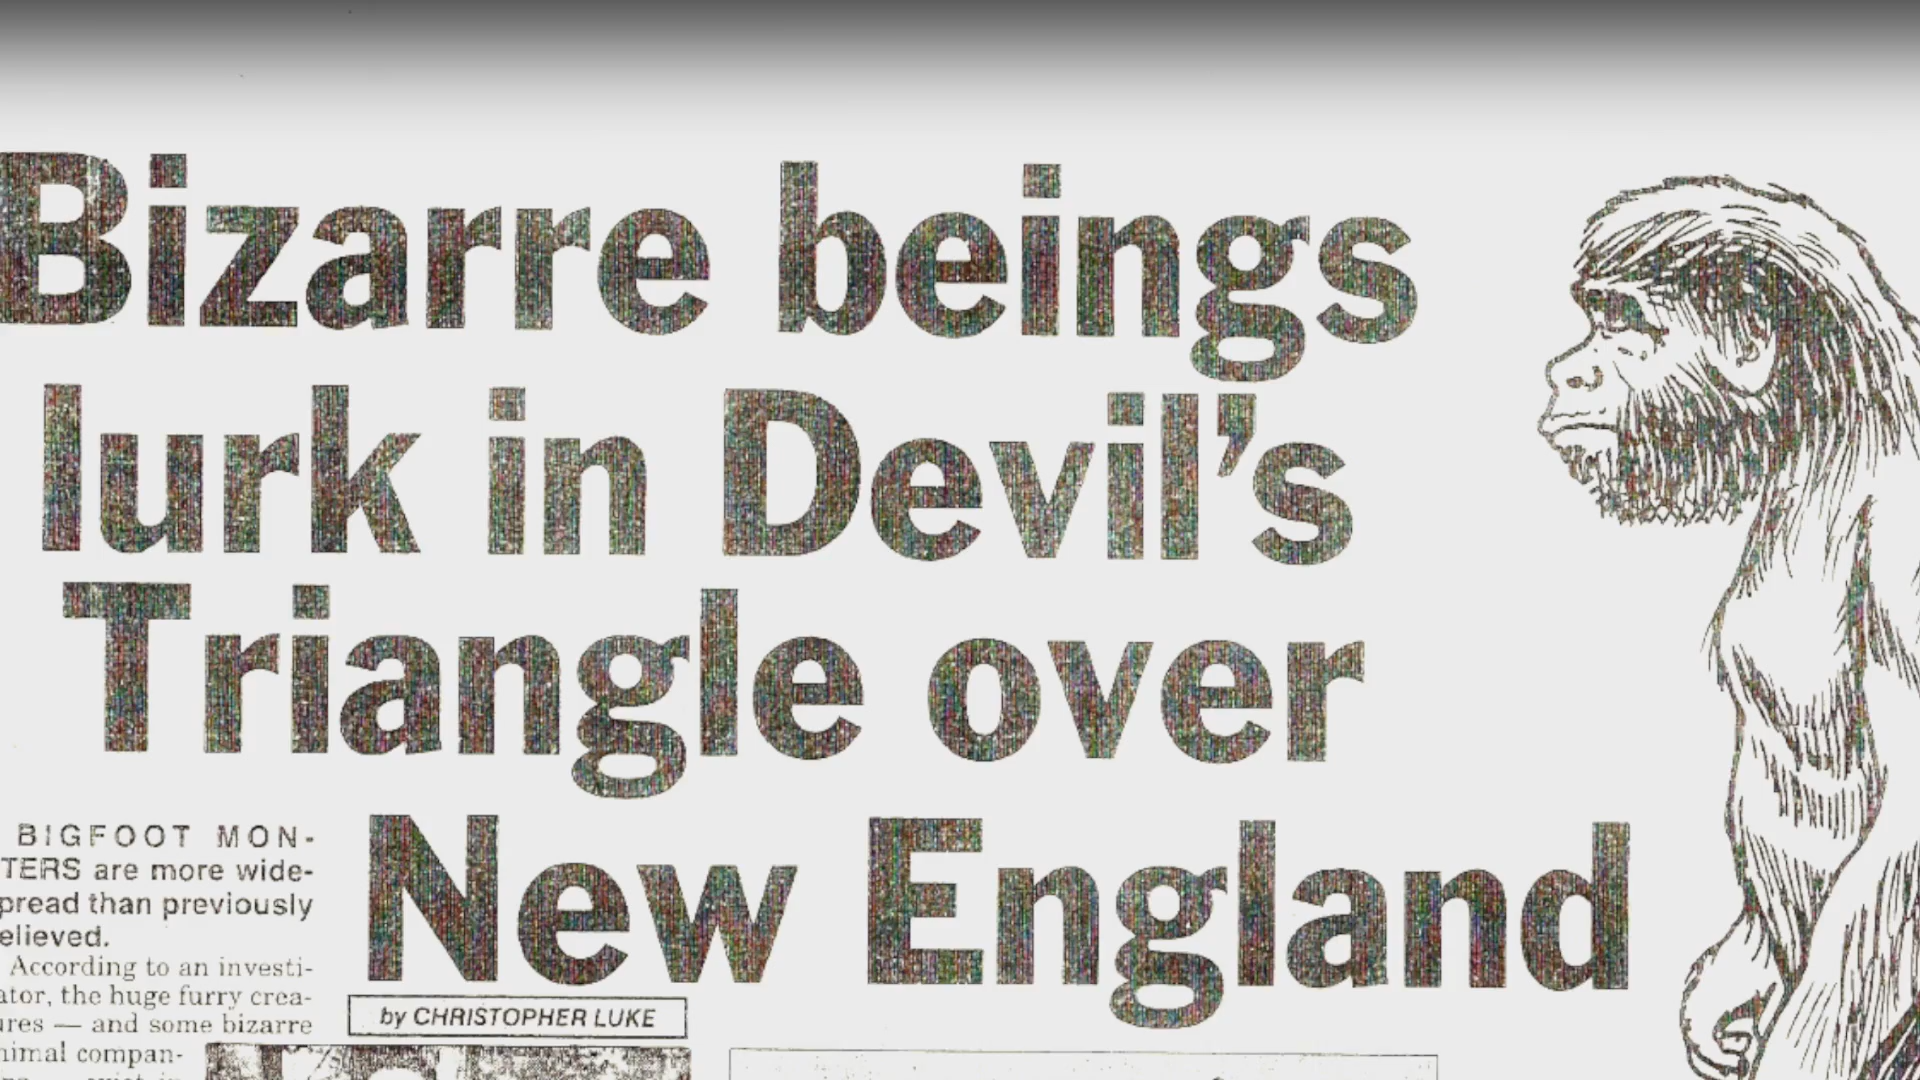 Bizarre beings
lurk in Devil's
Triangle over
New England
by CHRISTOPHER LUKE
BIGFOOT MON-
TERS are more wide-
pread than previously
elieved.
According to an investi-
ator, the huge furry crea-
ures — and some bizarre
nimal compan-